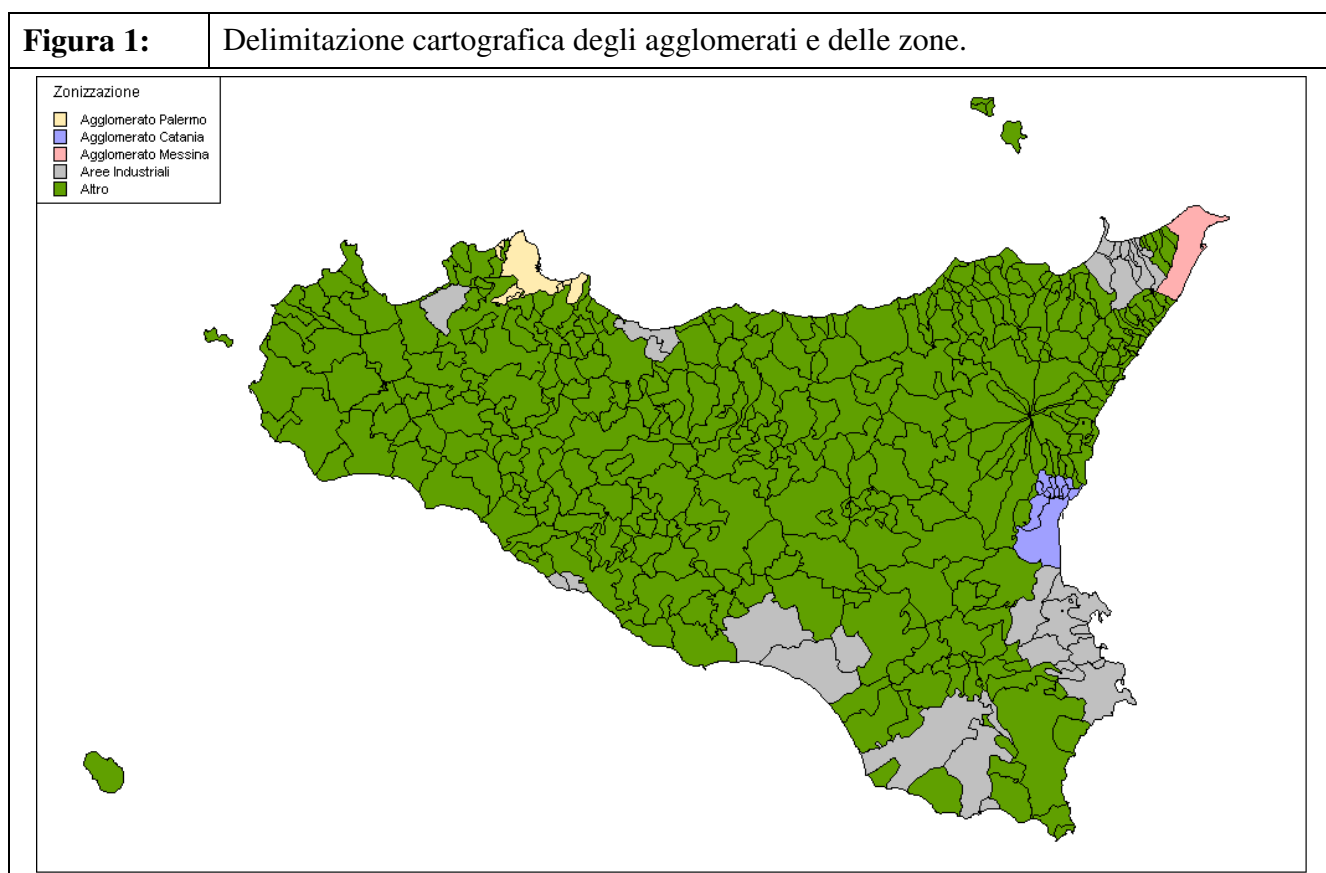 Figura 1: Delimitazione cartografica degli agglomerati e delle zone.
Zonizzazione
Agglomerato Palermo
Agglomerato Catania
Agglomerato Messina
Aree Industriali
Altro